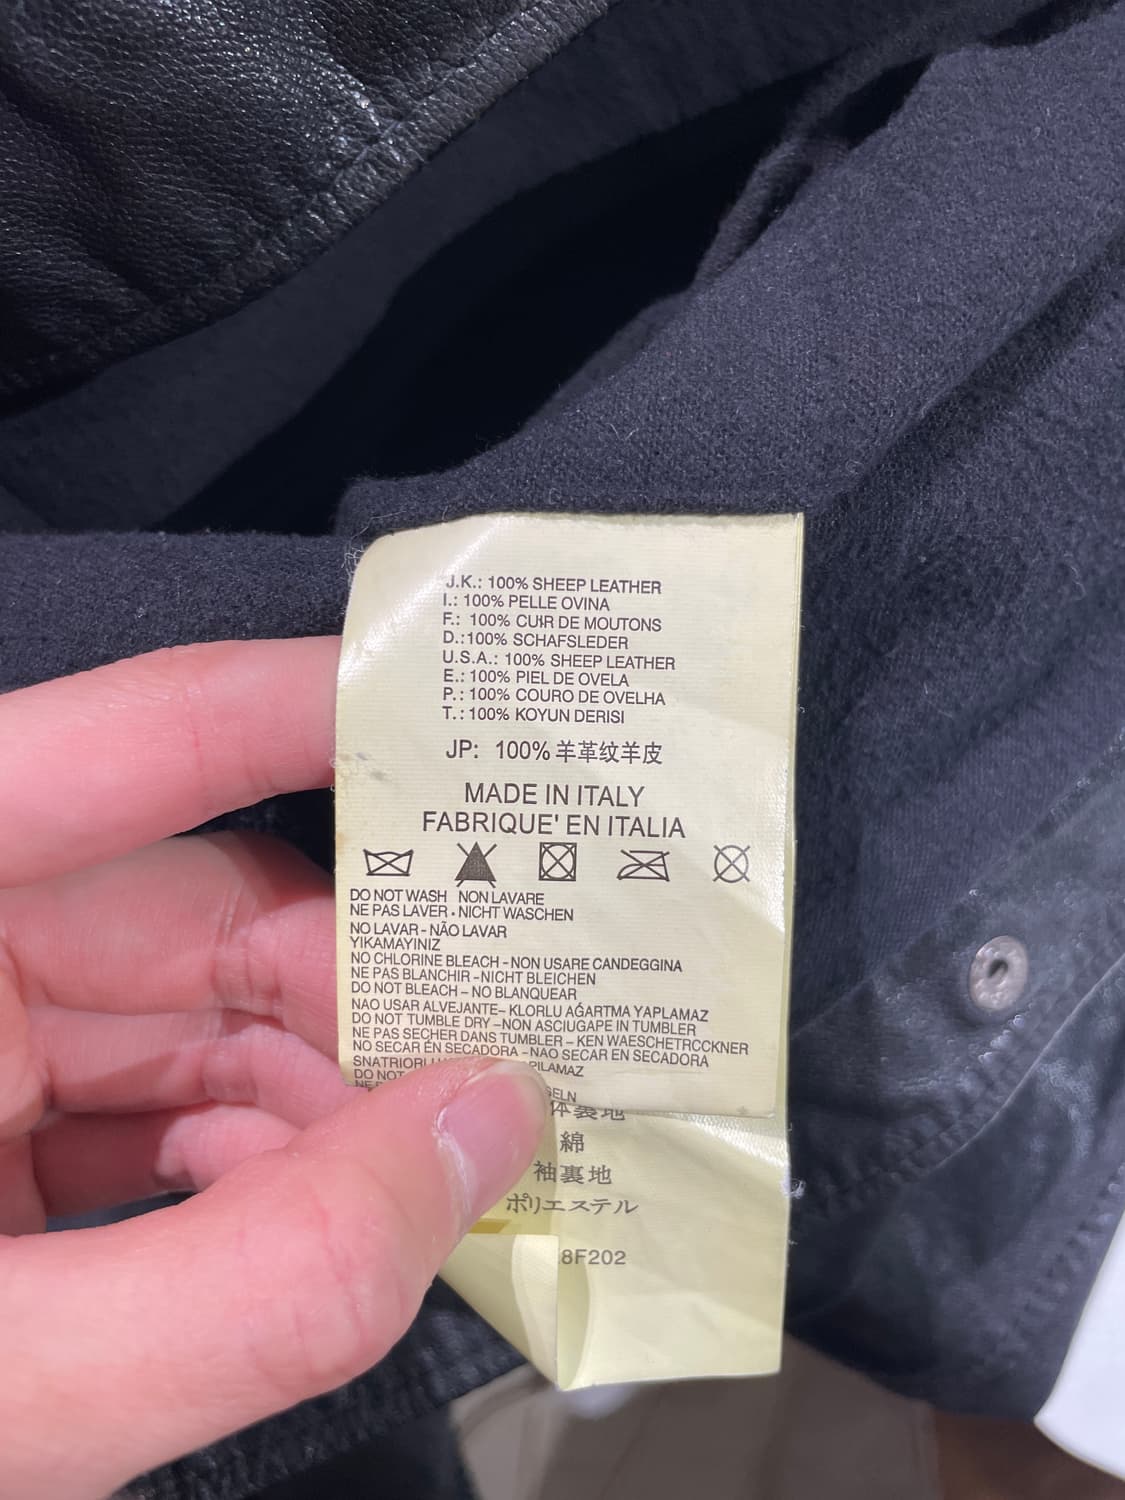 J.K.: 100% SHEEP LEATHER
I.: 100% PELLE OVINA
F.: 100% CUIR DE MOUTONS
D.:100% SCHAFSLEDER
U.S.A.: 100% SHEEP LEATHER
E.: 100% PIEL DE OVELA
P.: 100% COURO DE OVELHA
T.: 100% KOYUN DERISI
JP: 100%羊革纹羊皮
MADE IN ITALY
FABRIQUE' EN ITALIA
DO NOT WASH NON LAVARE
NE PAS LAVER - NICHT WASCHEN
NO LAVAR - NÃO LAVAR
YIKAMAYINIZ
NO CHLORINE BLEACH - NON USARE CANDEGGINA
NE PAS BLANCHIR - NICHT BLEICHEN
DO NOT BLEACH – NO BLANQUEAR
NAO USAR ALVEJANTE– KLORLU AĞARTMA YAPLAMAZ
DO NOT TUMBLE DRY –NON ASCIUGAPE IN TUMBLER
NE PAS SECHER DANS TUMBLER – KEN WAESCHETRCCKNER
NO SECAR ÉN SECADORA –NAO SECAR EN SECADORA
DO NOT
裏地
綿
袖裏地
ポリエステル
8F202